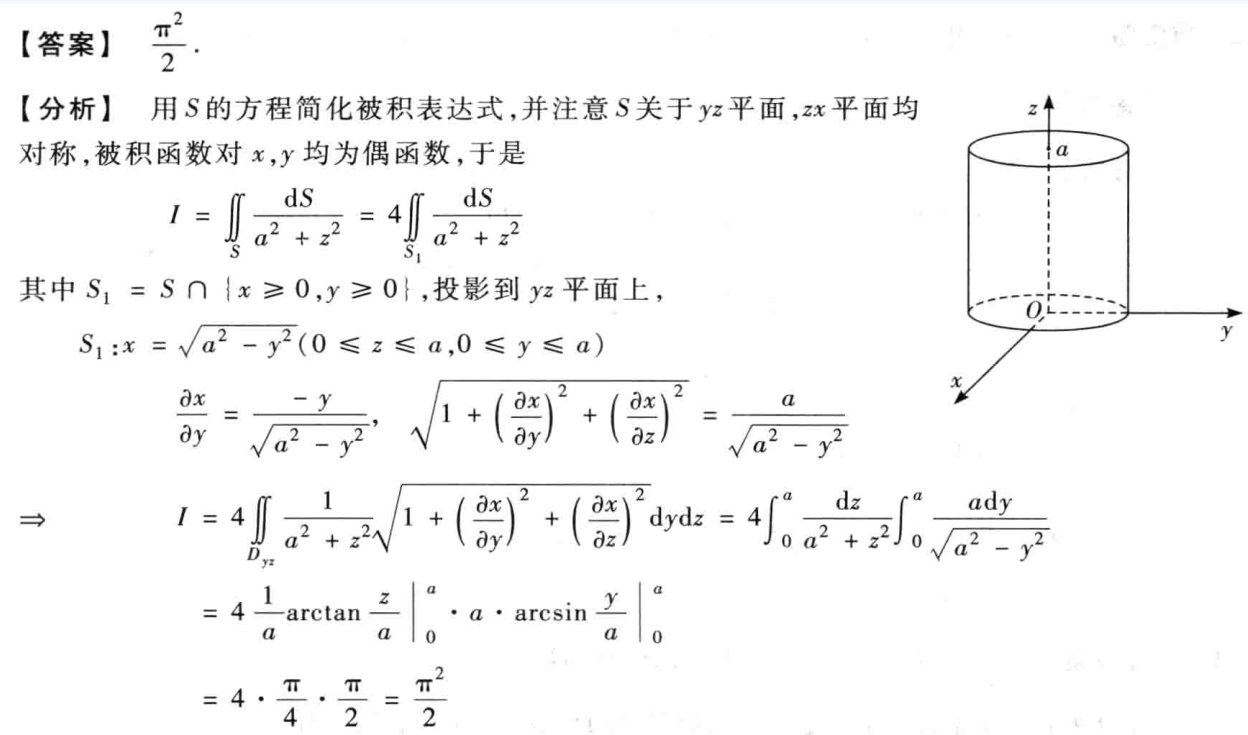 【答案】 π²/2 .
【分析】 用S的方程简化被积表达式,并注意S关于yz平面,zx平面均
对称,被积函数对x,y均为偶函数,于是
I = ∬_S dS/(a² + z²) = 4∬_{S₁} dS/(a² + z²)
其中 S₁ = S ∩ {x ≥ 0,y ≥ 0},投影到yz平面上,
S₁:x = √(a² − y²)(0 ≤ z ≤ a,0 ≤ y ≤ a)
∂x/∂y = −y/√(a² − y²), √(1 + (∂x/∂y)² + (∂x/∂z)²) = a/√(a² − y²)
⇒ I = 4∬_{D_yz} 1/(a² + z²) √(1 + (∂x/∂y)² + (∂x/∂z)²) dydz = 4∫₀^a dz/(a² + z²) ∫₀^a ady/√(a² − y²)
= 4 1/a arctan z/a |₀^a · a · arcsin y/a |₀^a
= 4 · π/4 · π/2 = π²/2
z
a
O
y
x